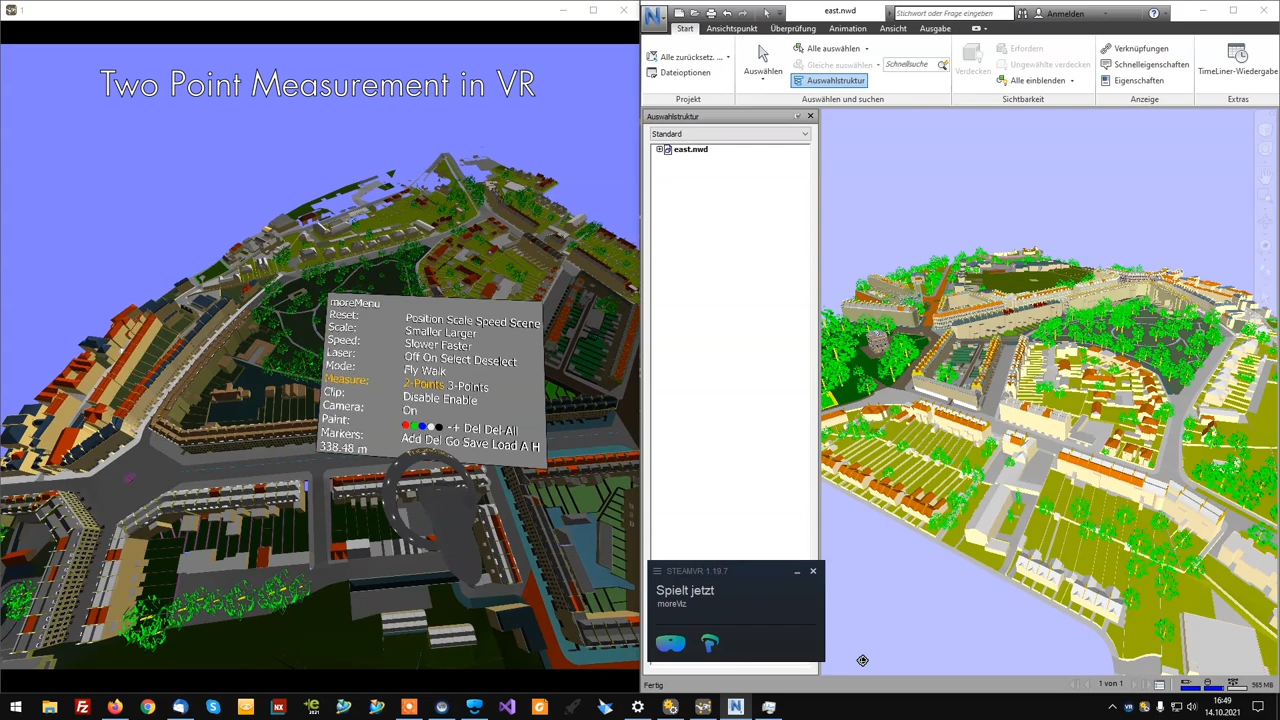 1
Two Point Measurement in VR
moreMenu
Reset: Position Scale Speed Scene
Scale: Smaller Larger
Speed: Slower Faster
Laser: Off On Select Deselect
Mode: Fly Walk
Measure: 2-Points 3-Points
Clip: Disable Enable
Camera: On
Paint: -+ Del Del-All
Markers: Add Del Go Save Load A H
338.48 m
east.nwd
Stichwort oder Frage eingeben
Anmelden
Start Ansichtspunkt Überprüfung Animation Ansicht Ausgabe
Alle zurücksetz. ...
Dateioptionen
Projekt
Auswählen
Alle auswählen
Gleiche auswählen
Schnellsuche
Auswahlstruktur
Auswählen und suchen
Verdecken
Erfordern
Ungewählte verdecken
Alle einblenden
Sichtbarkeit
Verknüpfungen
Schnelleigenschaften
Eigenschaften
Anzeige
TimeLiner-Wiedergabe
Extras
Auswahlstruktur
Standard
east.nwd
STEAMVR 1.19.7
Spielt jetzt
moreViz
Fertig
1 von 1
565 MB
16:49
14.10.2021